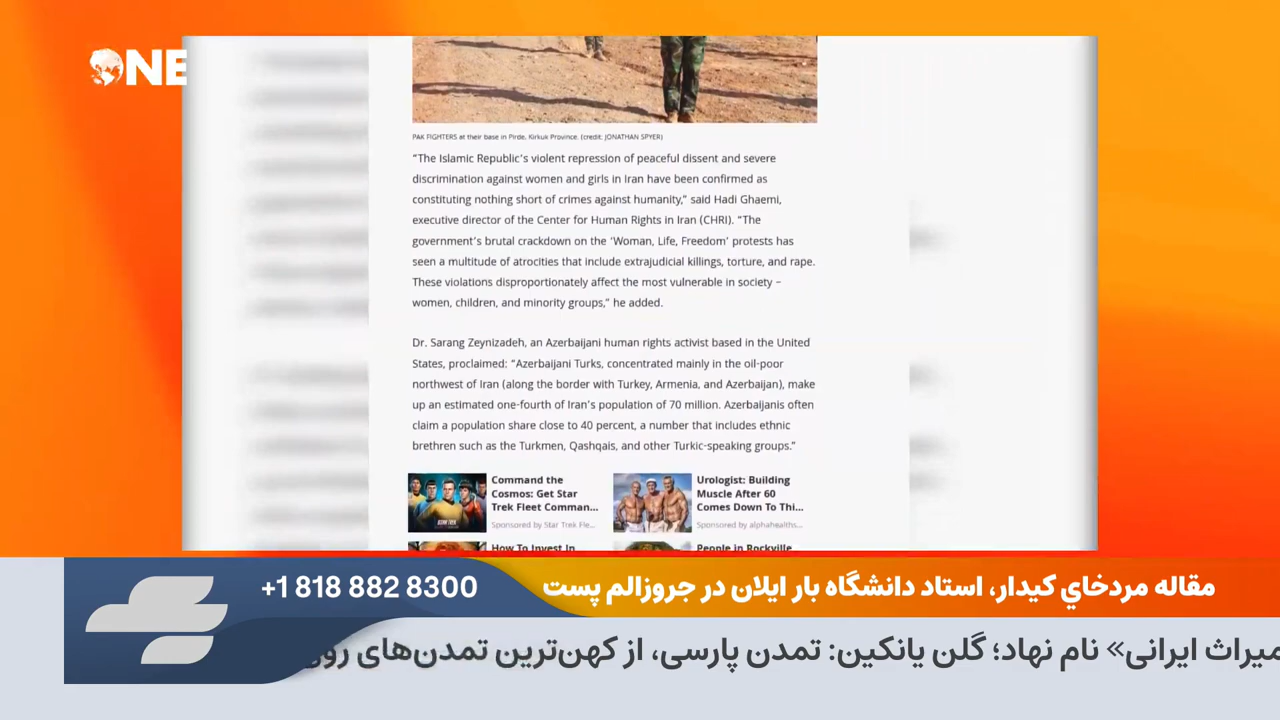 ONE
PAK FIGHTERS at their base in Pirde, Kirkuk Province. (credit: JONATHAN SPYER)
“The Islamic Republic’s violent repression of peaceful dissent and severe
discrimination against women and girls in Iran have been confirmed as
constituting nothing short of crimes against humanity,” said Hadi Ghaemi,
executive director of the Center for Human Rights in Iran (CHRI). “The
government’s brutal crackdown on the ‘Woman, Life, Freedom’ protests has
seen a multitude of atrocities that include extrajudicial killings, torture, and rape.
These violations disproportionately affect the most vulnerable in society –
women, children, and minority groups,” he added.
Dr. Sarang Zeynizadeh, an Azerbaijani human rights activist based in the United
States, proclaimed: “Azerbaijani Turks, concentrated mainly in the oil-poor
northwest of Iran (along the border with Turkey, Armenia, and Azerbaijan), make
up an estimated one-fourth of Iran’s population of 70 million. Azerbaijanis often
claim a population share close to 40 percent, a number that includes ethnic
brethren such as the Turkmen, Qashqais, and other Turkic-speaking groups.”
Command the
Cosmos: Get Star
Trek Fleet Comman...
Sponsored by Star Trek Fle...
Urologist: Building
Muscle After 60
Comes Down To Thi...
Sponsored by alphahealths...
How To Invest In
People in Rockville
مقاله مردخاي کیدار، استاد دانشگاه بار ایلان در جروزالم پست
+1 818 882 8300
میراث ایرانی» نام نهاد؛ گلن یانکین: تمدن پارسی، از کهن‌ترین تمدن‌های